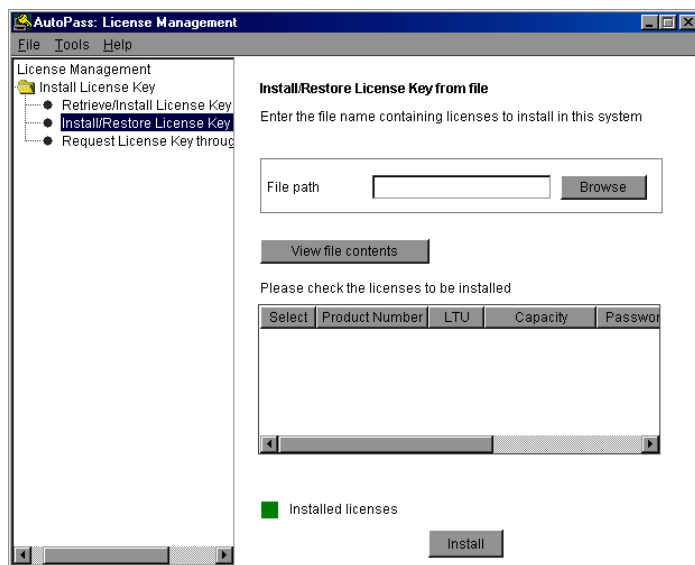 AutoPass: License Management
File Tools Help
License Management
Install License Key
Retrieve/Install License Key
Install/Restore License Key
Request License Key throug
Install/Restore License Key from file
Enter the file name containing licenses to install in this system
File path
Browse
View file contents
Please check the licenses to be installed
Select Product Number LTU Capacity Passwor
Installed licenses
Install